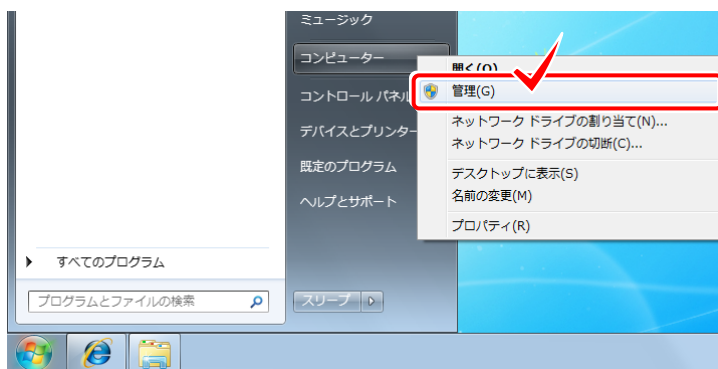 ミュージック
コンピューター
コントロール パネル
デバイスとプリンター
既定のプログラム
ヘルプとサポート
すべてのプログラム
プログラムとファイルの検索
スリープ
開く(O)
管理(G)
ネットワーク ドライブの割り当て(N)...
ネットワーク ドライブの切断(C)...
デスクトップに表示(S)
名前の変更(M)
プロパティ(R)